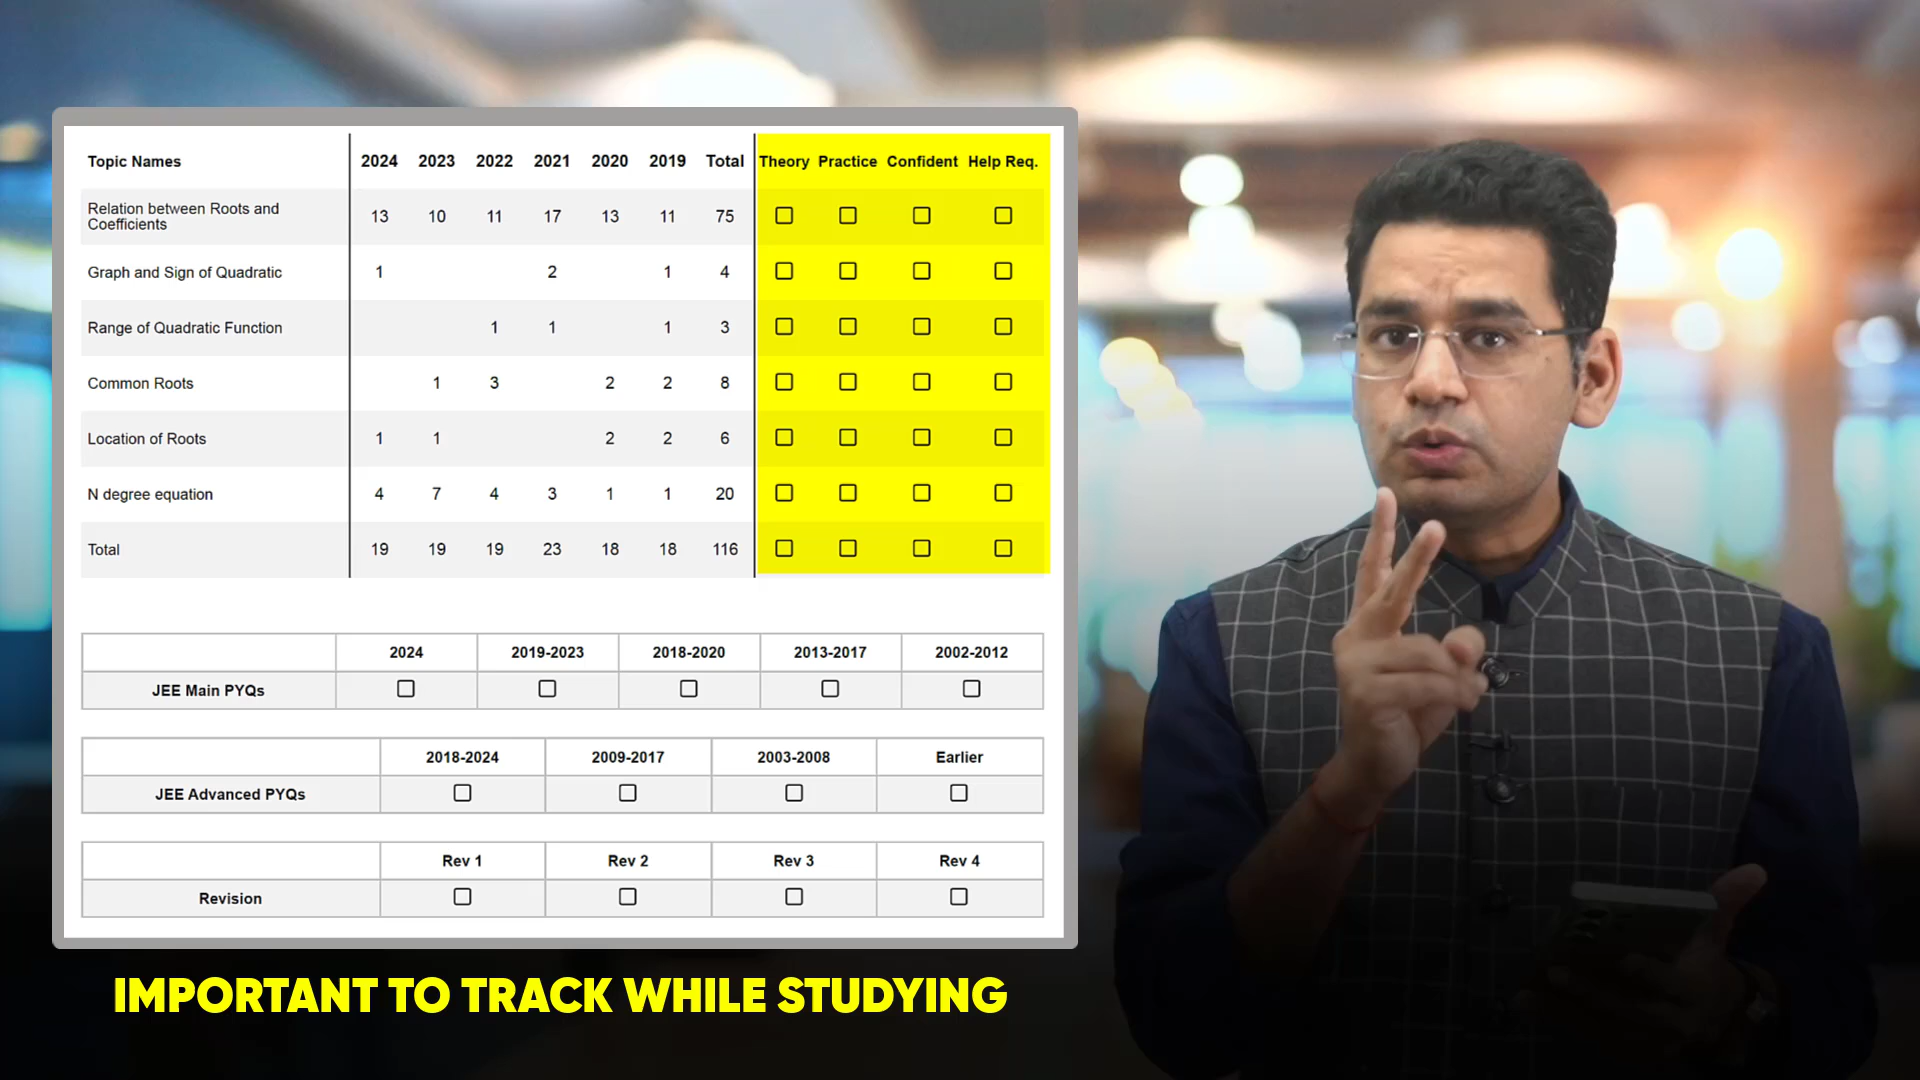 Topic Names 2024 2023 2022 2021 2020 2019 Total Theory Practice Confident Help Req.
Relation between Roots and
Coefficients 13 10 11 17 13 11 75
Graph and Sign of Quadratic 1 2 1 4
Range of Quadratic Function 1 1 1 3
Common Roots 1 3 2 2 8
Location of Roots 1 1 2 2 6
N degree equation 4 7 4 3 1 1 20
Total 19 19 19 23 18 18 116
2024 2019-2023 2018-2020 2013-2017 2002-2012
JEE Main PYQs
2018-2024 2009-2017 2003-2008 Earlier
JEE Advanced PYQs
Rev 1 Rev 2 Rev 3 Rev 4
Revision
IMPORTANT TO TRACK WHILE STUDYING